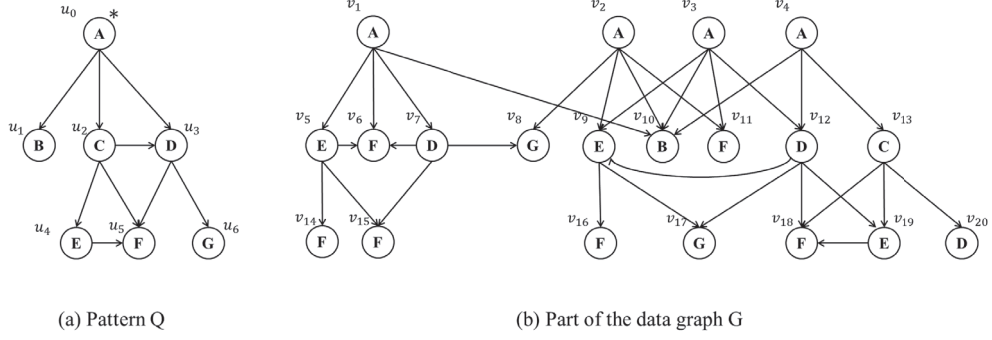 u₀ * v₁ v₂ v₃ v₄
A A A A A
u₁ u₂ u₃ v₅ v₆ v₇ v₈ v₉ v₁₀ v₁₁ v₁₂ v₁₃
B C D E F D G E B F D C
u₄ u₅ u₆ v₁₄ v₁₅ v₁₆ v₁₇ v₁₈ v₁₉ v₂₀
E F G F F F G F E D
(a) Pattern Q (b) Part of the data graph G